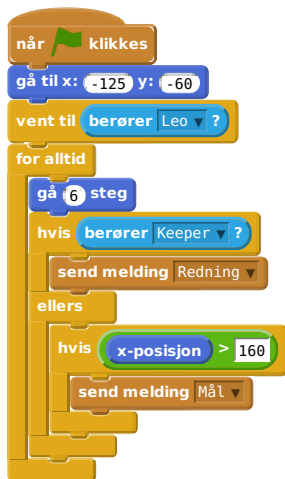 når klikkes
gå til x: -125 y: -60
vent til berører Leo ▼ ?
for alltid
gå 6 steg
hvis berører Keeper ▼ ?
send melding Redning ▼
ellers
hvis x-posisjon > 160
send melding Mål ▼